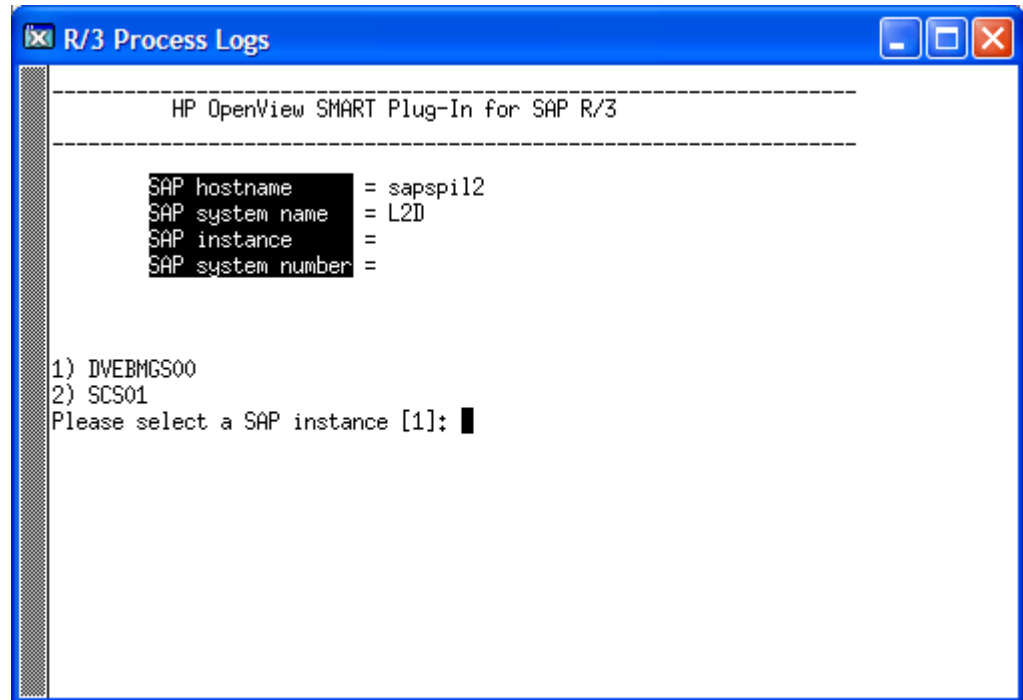 R/3 Process Logs
-------------------------------------------------------------------
HP OpenView SMART Plug-In for SAP R/3
-------------------------------------------------------------------
SAP hostname = sapspil2
SAP system name = L2D
SAP instance =
SAP system number =
1) DVEBMGS00
2) SCS01
Please select a SAP instance [1]: